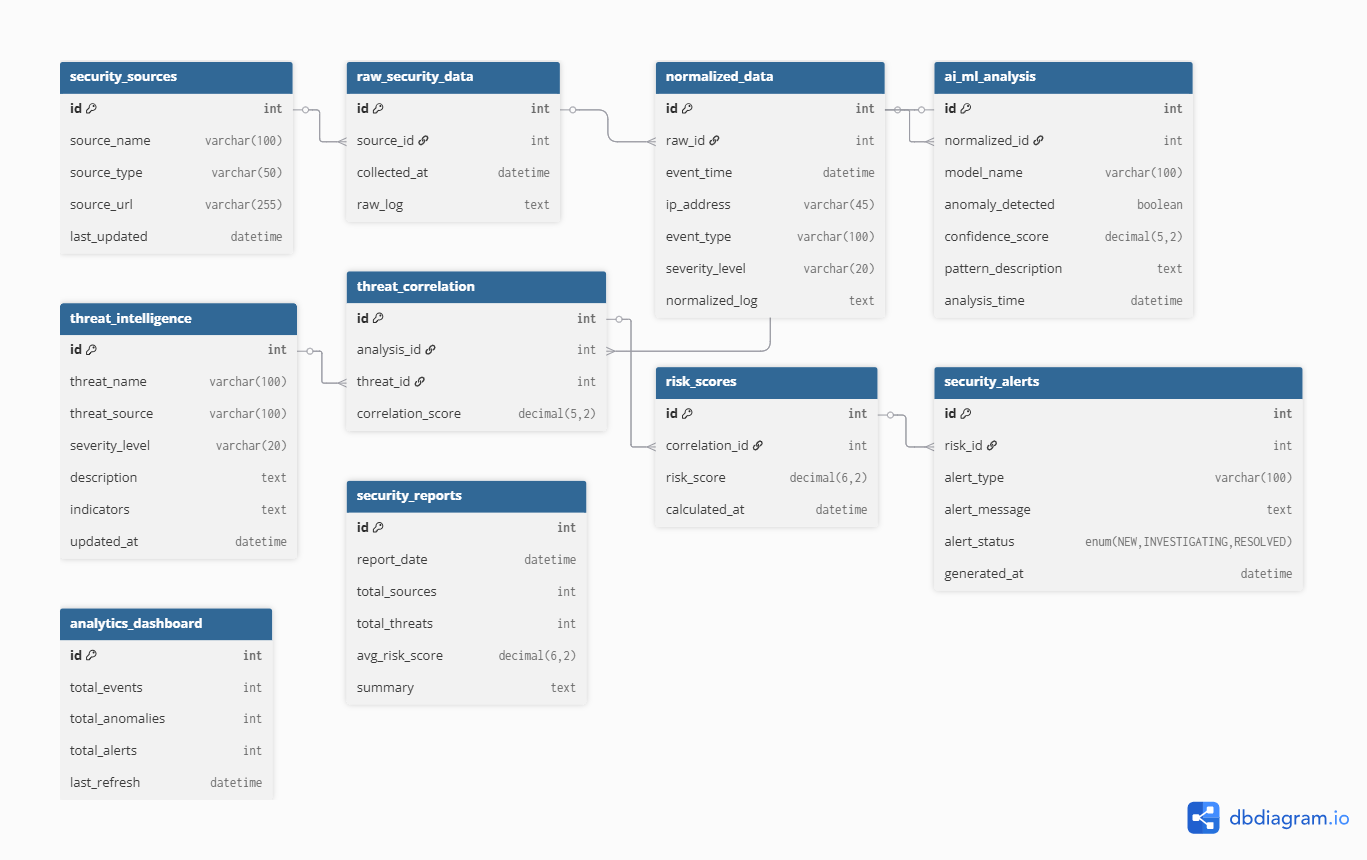 security_sources
id int
source_name varchar(100)
source_type varchar(50)
source_url varchar(255)
last_updated datetime
raw_security_data
id int
source_id int
collected_at datetime
raw_log text
normalized_data
id int
raw_id int
event_time datetime
ip_address varchar(45)
event_type varchar(100)
severity_level varchar(20)
normalized_log text
ai_ml_analysis
id int
normalized_id int
model_name varchar(100)
anomaly_detected boolean
confidence_score decimal(5,2)
pattern_description text
analysis_time datetime
threat_intelligence
id int
threat_name varchar(100)
threat_source varchar(100)
severity_level varchar(20)
description text
indicators text
updated_at datetime
threat_correlation
id int
analysis_id int
threat_id int
correlation_score decimal(5,2)
risk_scores
id int
correlation_id int
risk_score decimal(6,2)
calculated_at datetime
security_alerts
id int
risk_id int
alert_type varchar(100)
alert_message text
alert_status enum(NEW,INVESTIGATING,RESOLVED)
generated_at datetime
security_reports
id int
report_date datetime
total_sources int
total_threats int
avg_risk_score decimal(6,2)
summary text
analytics_dashboard
id int
total_events int
total_anomalies int
total_alerts int
last_refresh datetime
dbdiagram.io